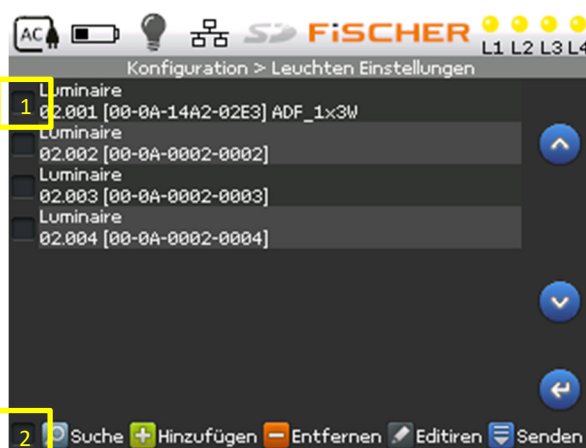 AC SD FiSCHER L1 L2 L3 L4
Konfiguration > Leuchten Einstellungen
Luminaire
1 02.001 [00-0A-14A2-02E3] ADF_1x3W
Luminaire
02.002 [00-0A-0002-0002]
Luminaire
02.003 [00-0A-0002-0003]
Luminaire
02.004 [00-0A-0002-0004]
2 Suche Hinzufügen Entfernen Editiren Senden